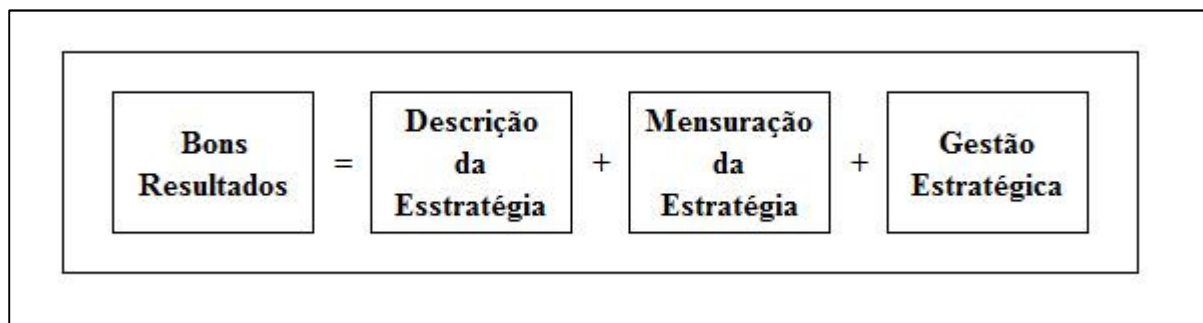 Bons
Resultados
=
Descrição
da
Esstratégia
+
Mensuração
da
Estratégia
+
Gestão
Estratégica